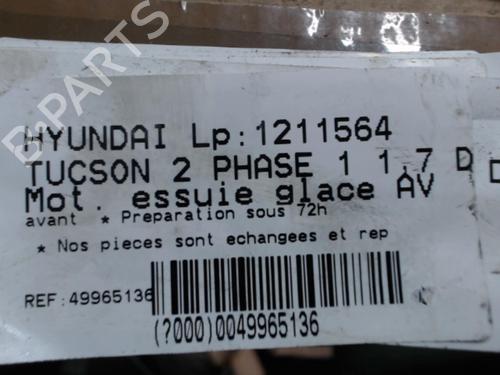 B-PARTS
HYUNDAI Lp:1211564
TUCSON 2 PHASE 1 1.7 D
Mot. essuie glace AV
avant * Preparation sous 72h
* Nos pieces sont echangees et rep
REF:49965136
(?000)0049965136